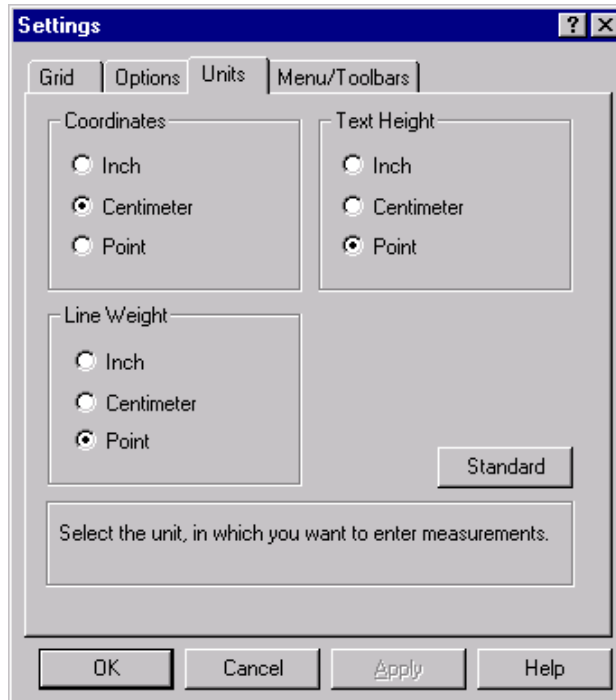 Settings
Grid Options Units Menu/Toolbars
Coordinates
Inch
Centimeter
Point
Text Height
Inch
Centimeter
Point
Line Weight
Inch
Centimeter
Point
Standard
Select the unit, in which you want to enter measurements.
OK Cancel Apply Help